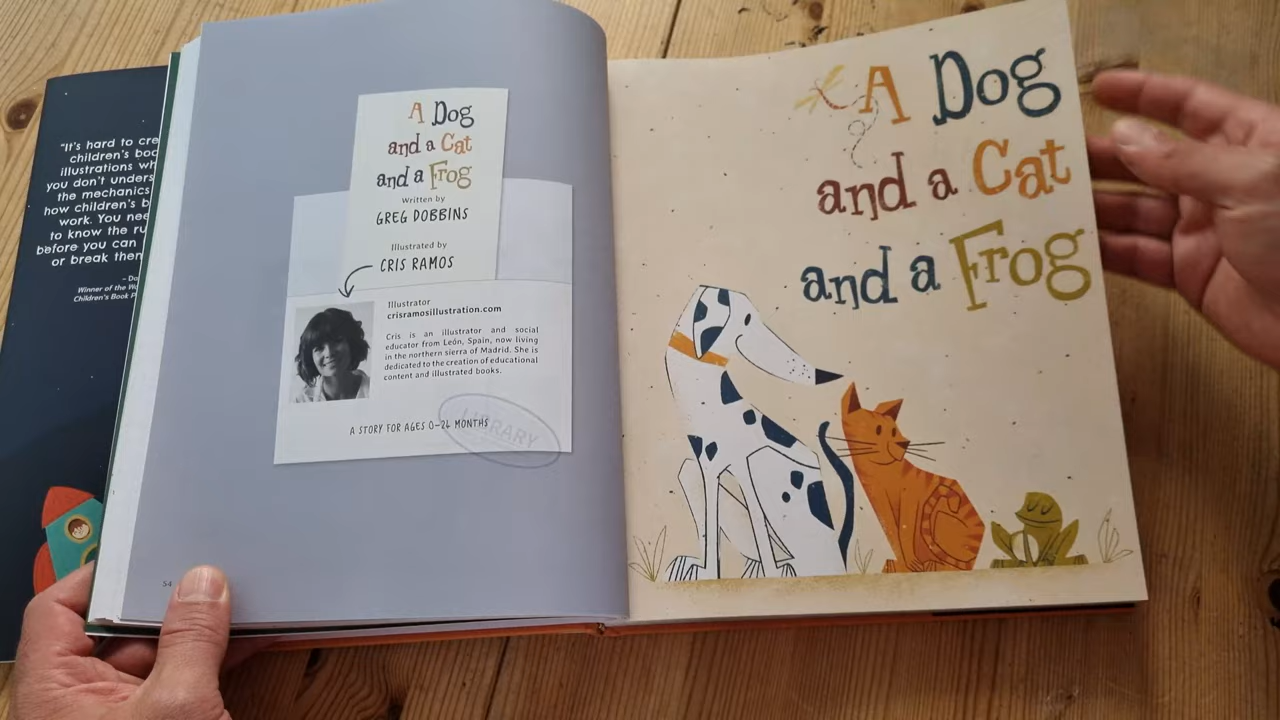 "It's hard to cre
children's boo
illustrations wh
you don't unders
the mechanics
how children's b
work. You nee
to know the ru
before you can
or break then
Winner of the Wo
Children's Book P
A Dog
and a Cat
and a Frog
Written by
GREG DOBBINS
Illustrated by
CRIS RAMOS
Illustrator
crisramosillustration.com
Cris is an illustrator and social
educator from León, Spain, now living
in the northern sierra of Madrid. She is
dedicated to the creation of educational
content and illustrated books.
A STORY FOR AGES 0–24 MONTHS
LIBRARY
54
A Dog
and a Cat
and a Frog